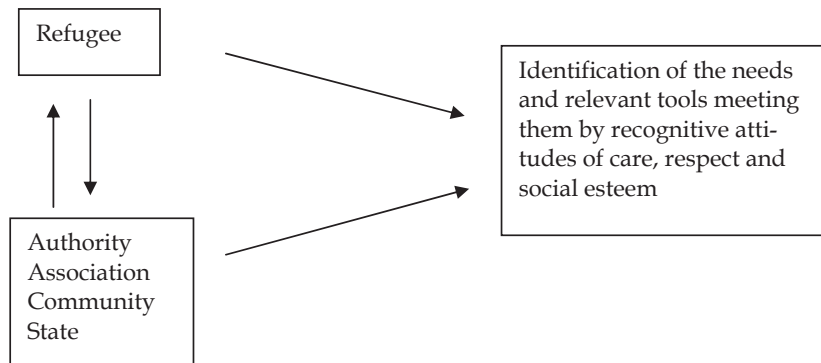 Refugee
Identification of the needs
and relevant tools meeting
them by recognitive atti-
tudes of care, respect and
social esteem
Authority
Association
Community
State